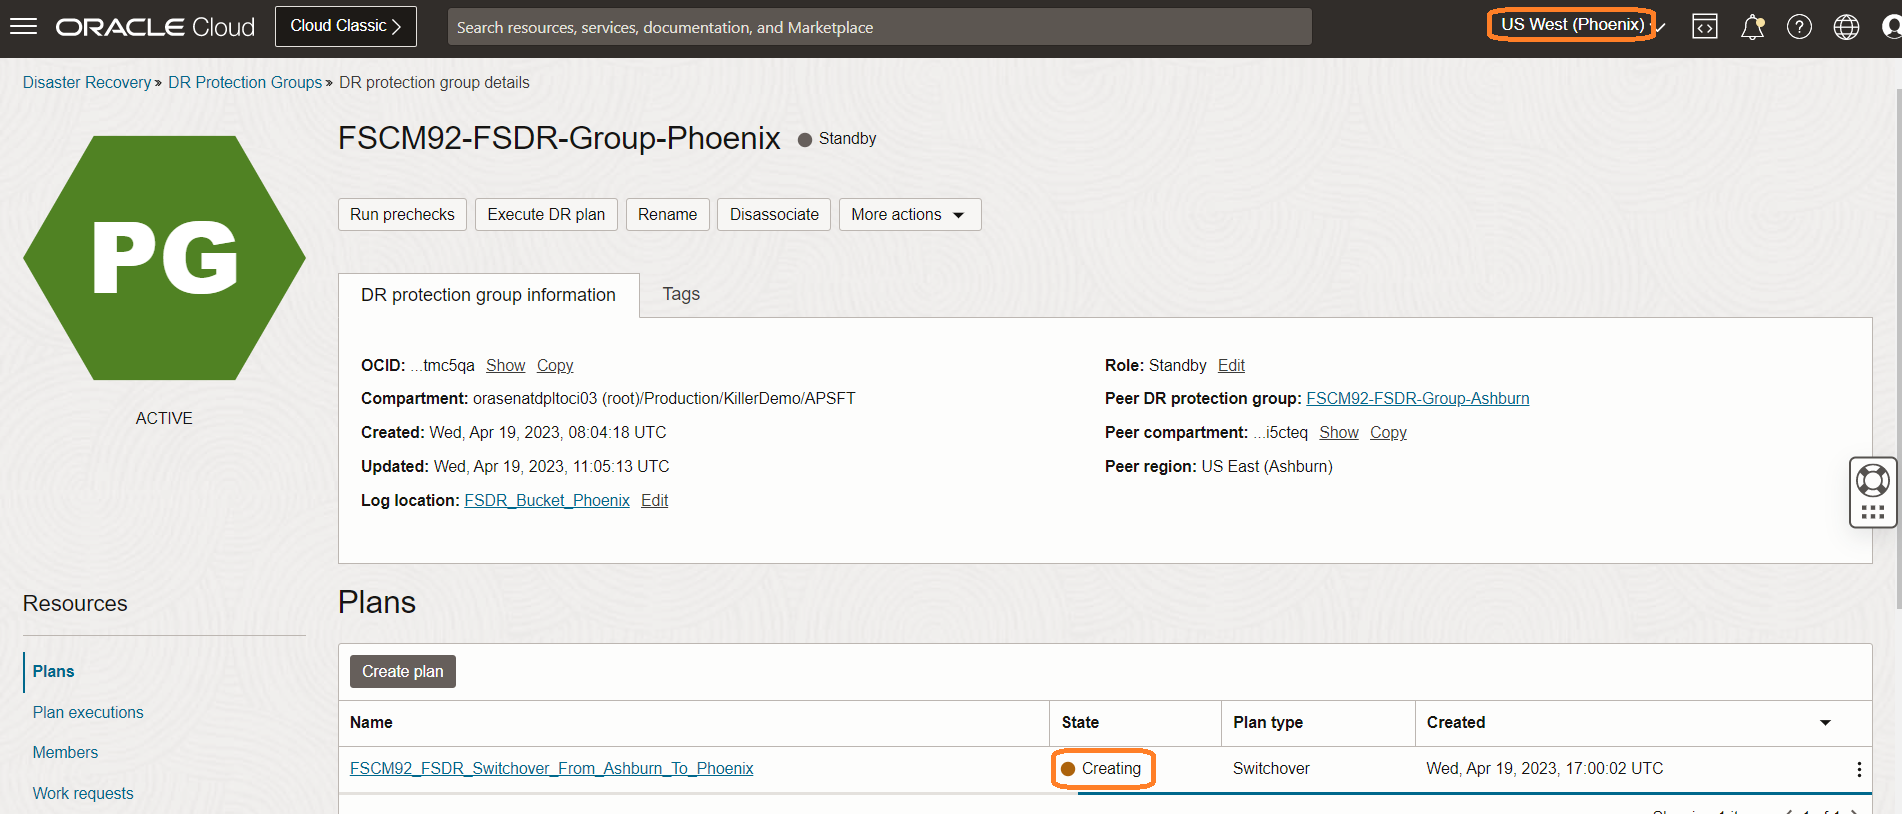 ORACLE Cloud Cloud Classic Search resources, services, documentation, and Marketplace US West (Phoenix)
Disaster Recovery » DR Protection Groups » DR protection group details
FSCM92-FSDR-Group-Phoenix Standby
PG
ACTIVE
Run prechecks Execute DR plan Rename Disassociate More actions
DR protection group information Tags
OCID: ...tmc5qa Show Copy Role: Standby Edit
Compartment: orasenatdpltoci03 (root)/Production/KillerDemo/APSFT Peer DR protection group: FSCM92-FSDR-Group-Ashburn
Created: Wed, Apr 19, 2023, 08:04:18 UTC Peer compartment: ...i5cteq Show Copy
Updated: Wed, Apr 19, 2023, 11:05:13 UTC Peer region: US East (Ashburn)
Log location: FSDR_Bucket_Phoenix Edit
Resources
Plans
Plan executions
Members
Work requests
Plans
Create plan
Name State Plan type Created
FSCM92_FSDR_Switchover_From_Ashburn_To_Phoenix Creating Switchover Wed, Apr 19, 2023, 17:00:02 UTC